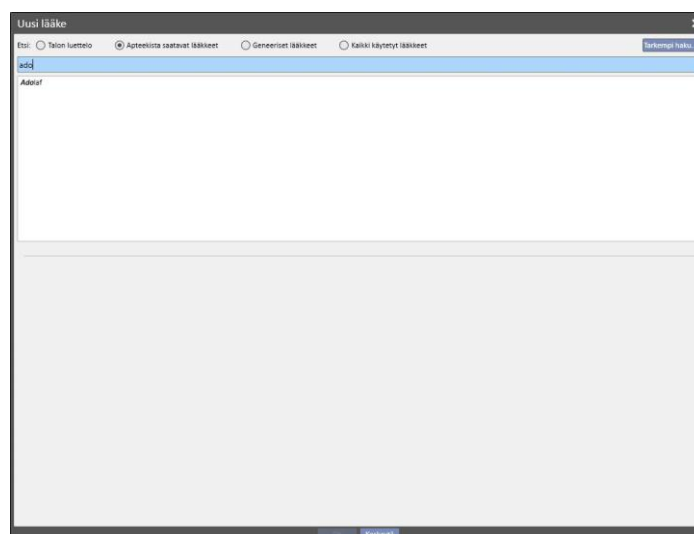 Uusi lääke
Etsi: Talon luettelo Apteekista saatavat lääkkeet Geneeriset lääkkeet Kaikki käytetyt lääkkeet Tarkempi haku...
ado
Adolaf